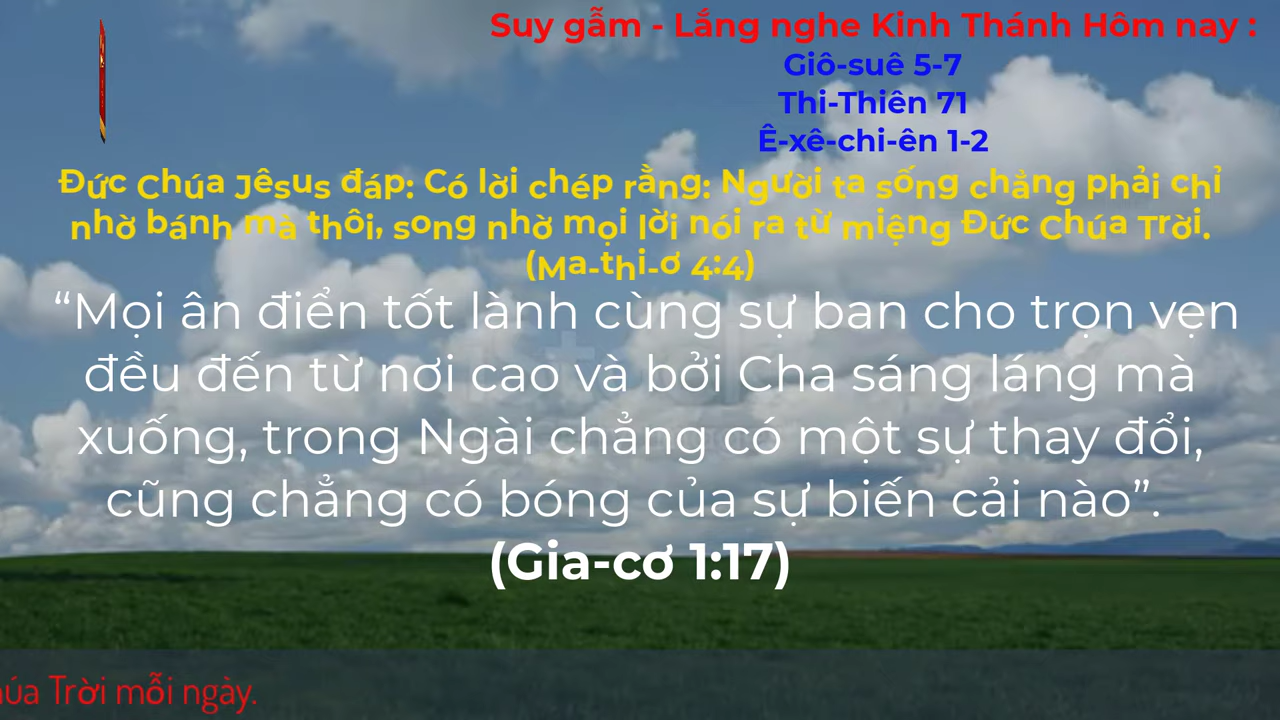 Suy gẫm - Lắng nghe Kinh Thánh Hôm nay :
Giô-suê 5-7
Thi-Thiên 71
Ê-xê-chi-ên 1-2
Đức Chúa Jêsus đáp: Có lời chép rằng: Người ta sống chẳng phải chỉ
nhờ bánh mà thôi, song nhờ mọi lời nói ra từ miệng Đức Chúa Trời.
(Ma-thi-ơ 4:4)
“Mọi ân điển tốt lành cùng sự ban cho trọn vẹn
đều đến từ nơi cao và bởi Cha sáng láng mà
xuống, trong Ngài chẳng có một sự thay đổi,
cũng chẳng có bóng của sự biến cải nào”.
(Gia-cơ 1:17)
Trời mỗi ngày.